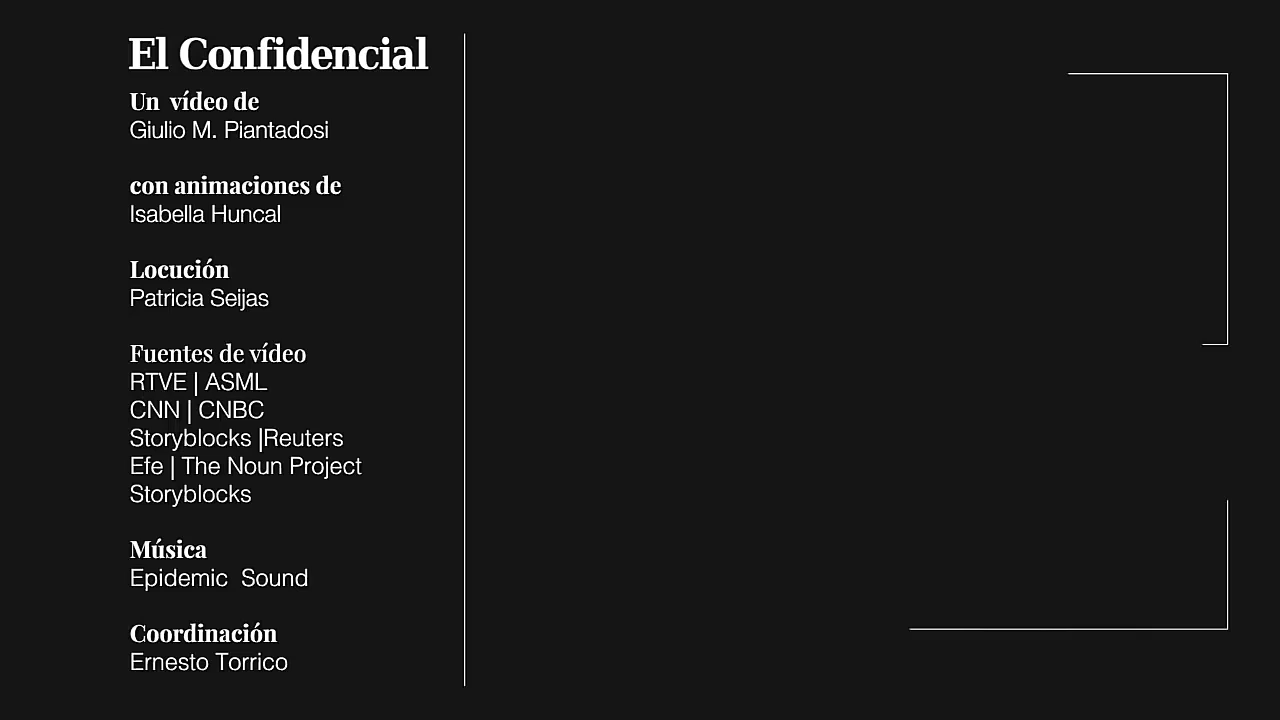 El Confidencial
Un vídeo de
Giulio M. Piantadosi
con animaciones de
Isabella Huncal
Locución
Patricia Seijas
Fuentes de vídeo
RTVE | ASML
CNN | CNBC
Storyblocks |Reuters
Efe | The Noun Project
Storyblocks
Música
Epidemic Sound
Coordinación
Ernesto Torrico